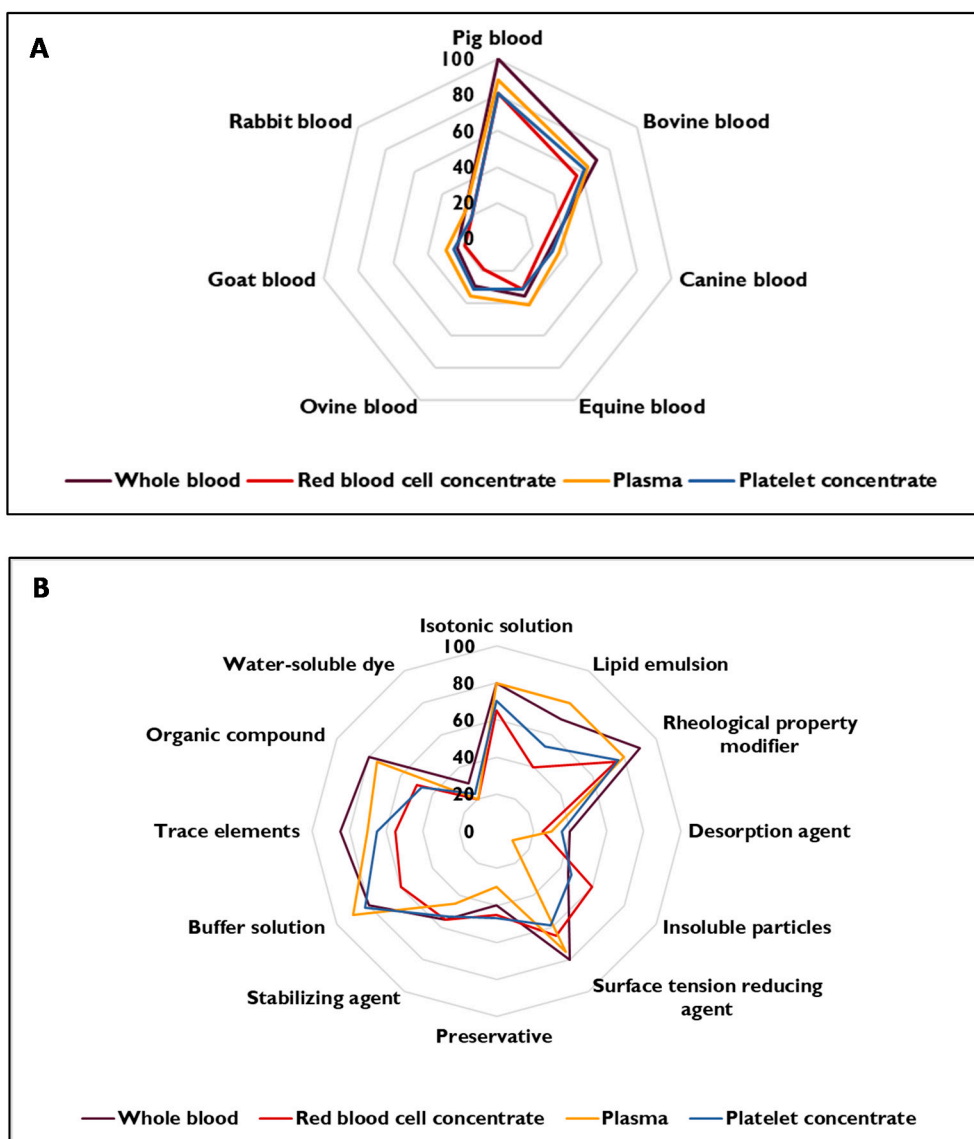 A
Pig blood
100
80
60
40
20
0
Rabbit blood
Bovine blood
Goat blood
Canine blood
Ovine blood
Equine blood
Whole blood Red blood cell concentrate Plasma Platelet concentrate
B
Isotonic solution
100
80
60
40
20
0
Water-soluble dye
Lipid emulsion
Organic compound
Rheological property
modifier
Trace elements
Desorption agent
Buffer solution
Insoluble particles
Stabilizing agent
Surface tension reducing
agent
Preservative
Whole blood Red blood cell concentrate Plasma Platelet concentrate